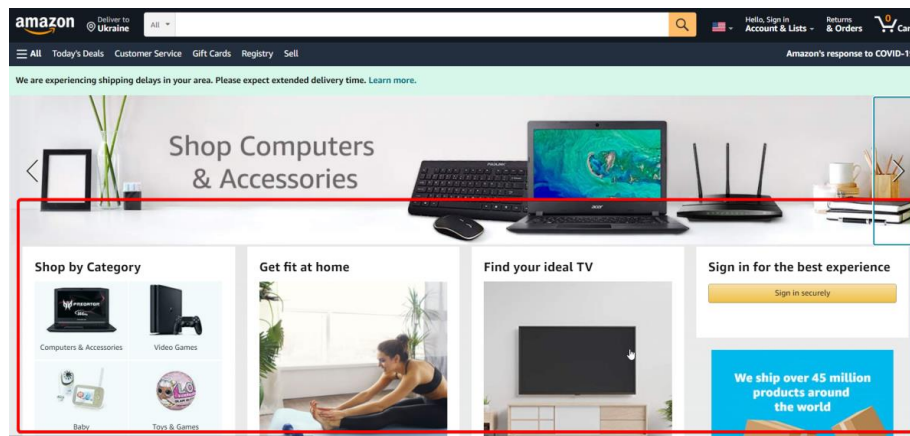 amazon
Deliver to
Ukraine
All
Hello, Sign in
Account & Lists
Returns
& Orders
0
All
Today's Deals
Customer Service
Gift Cards
Registry
Sell
Amazon's response to
We are experiencing shipping delays in your area. Please expect extended delivery time. Learn more.
Shop Computers
& Accessories
acer
Shop by Category
Get fit at home
Find your ideal TV
Sign in for the best experience
Sign in securely
PREDATOR
Computers & Accessories
Video Games
We ship over 45 million
products around
the world
Baby
Toys & Games